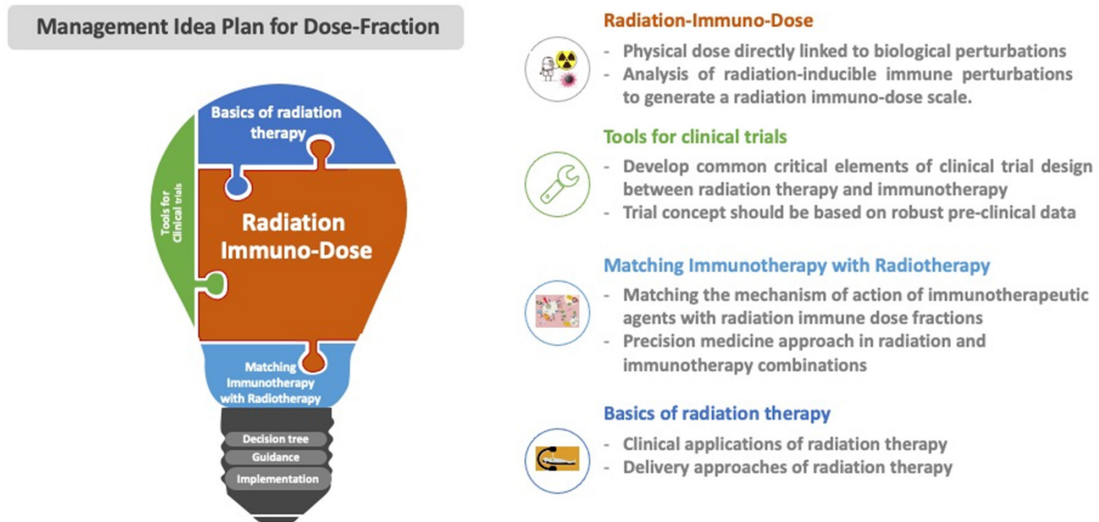 Management Idea Plan for Dose-Fraction
Basics of radiation
therapy
Tools for
Clinical trials
Radiation
Immuno-Dose
Matching
Immunotherapy
with Radiotherapy
Decision tree
Guidance
Implementation
Radiation-Immuno-Dose
- Physical dose directly linked to biological perturbations
- Analysis of radiation-inducible immune perturbations
to generate a radiation immuno-dose scale.
Tools for clinical trials
- Develop common critical elements of clinical trial design
between radiation therapy and immunotherapy
- Trial concept should be based on robust pre-clinical data
Matching Immunotherapy with Radiotherapy
- Matching the mechanism of action of immunotherapeutic
agents with radiation immune dose fractions
- Precision medicine approach in radiation and
immunotherapy combinations
Basics of radiation therapy
- Clinical applications of radiation therapy
- Delivery approaches of radiation therapy